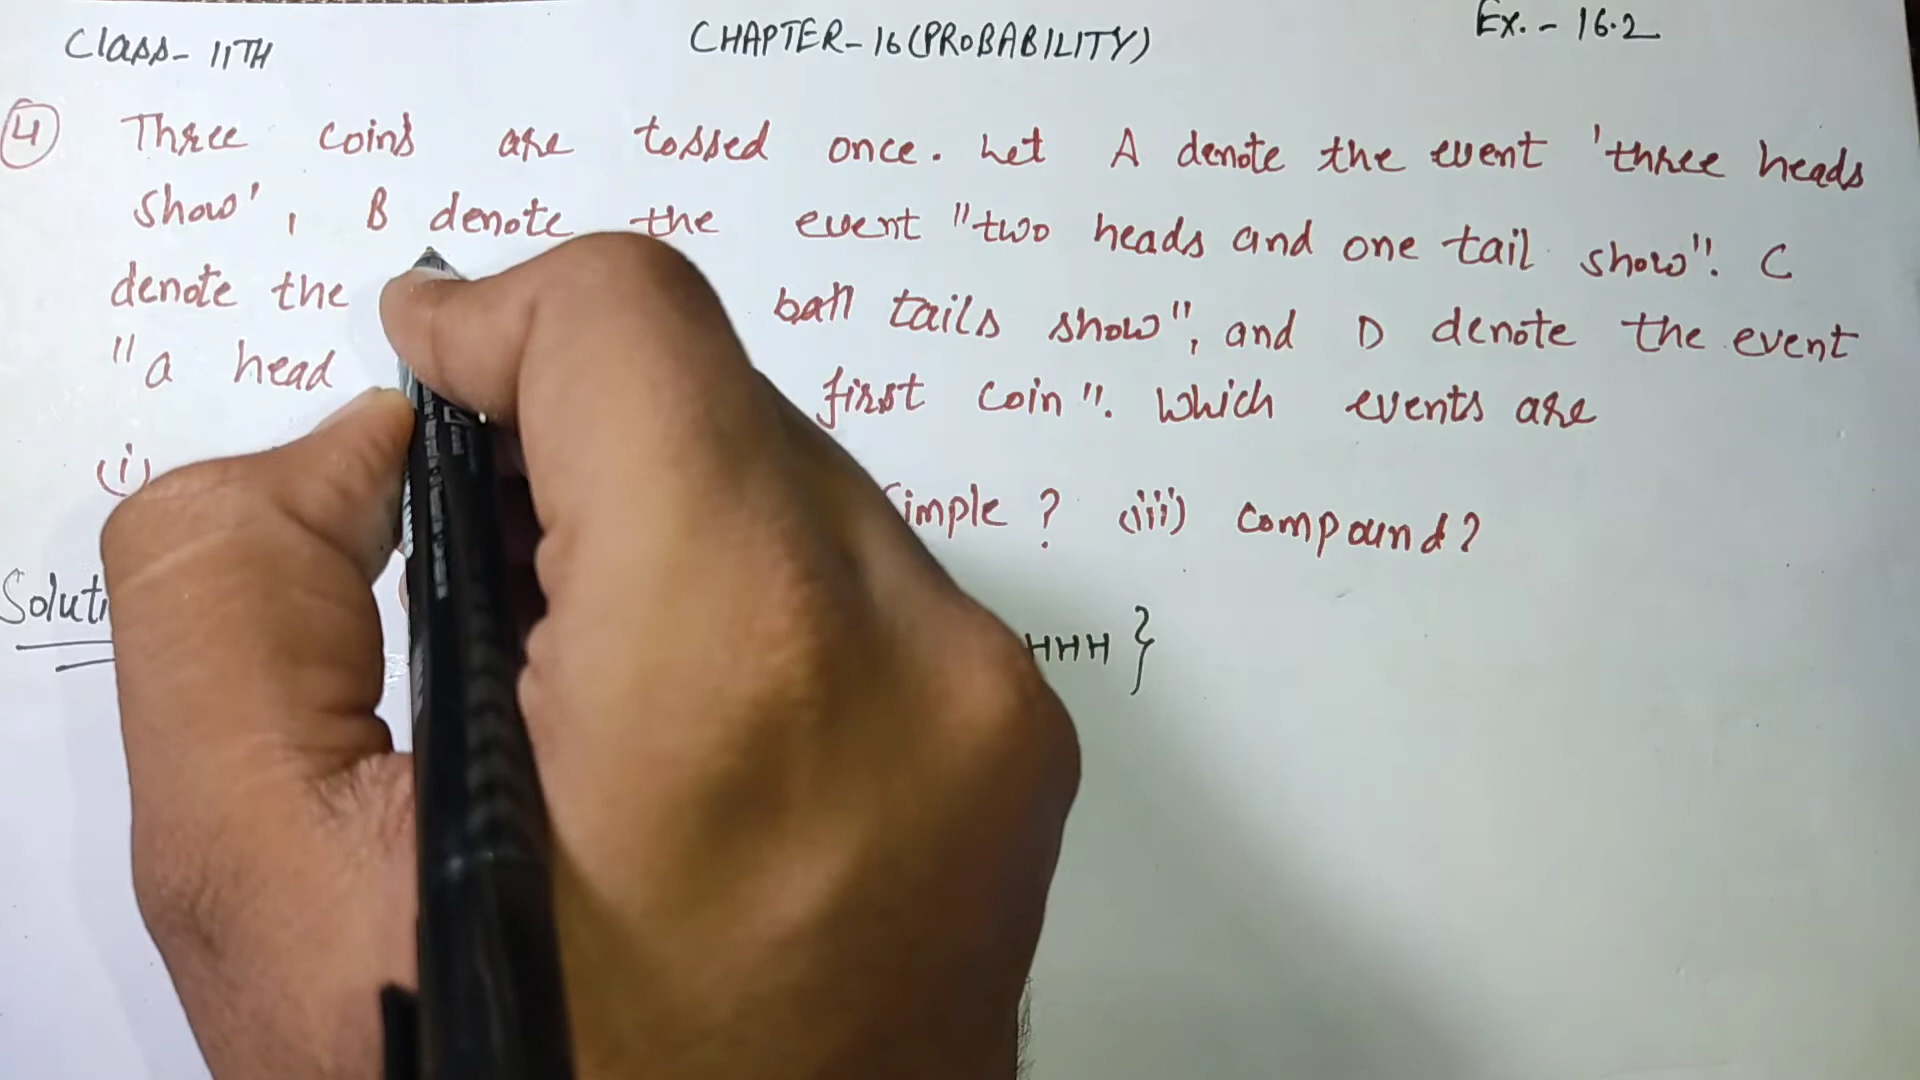 Class- 11TH CHAPTER-16(PROBABILITY) Ex.- 16.2
4 Three coins are tossed once. Let A denote the event 'three heads
show', B denote the event "two heads and one tail show". C
denote the tails show", and D denote the event
"a head first coin". Which events are
(i) imple ? (iii) compound?
Soluti
HHH }